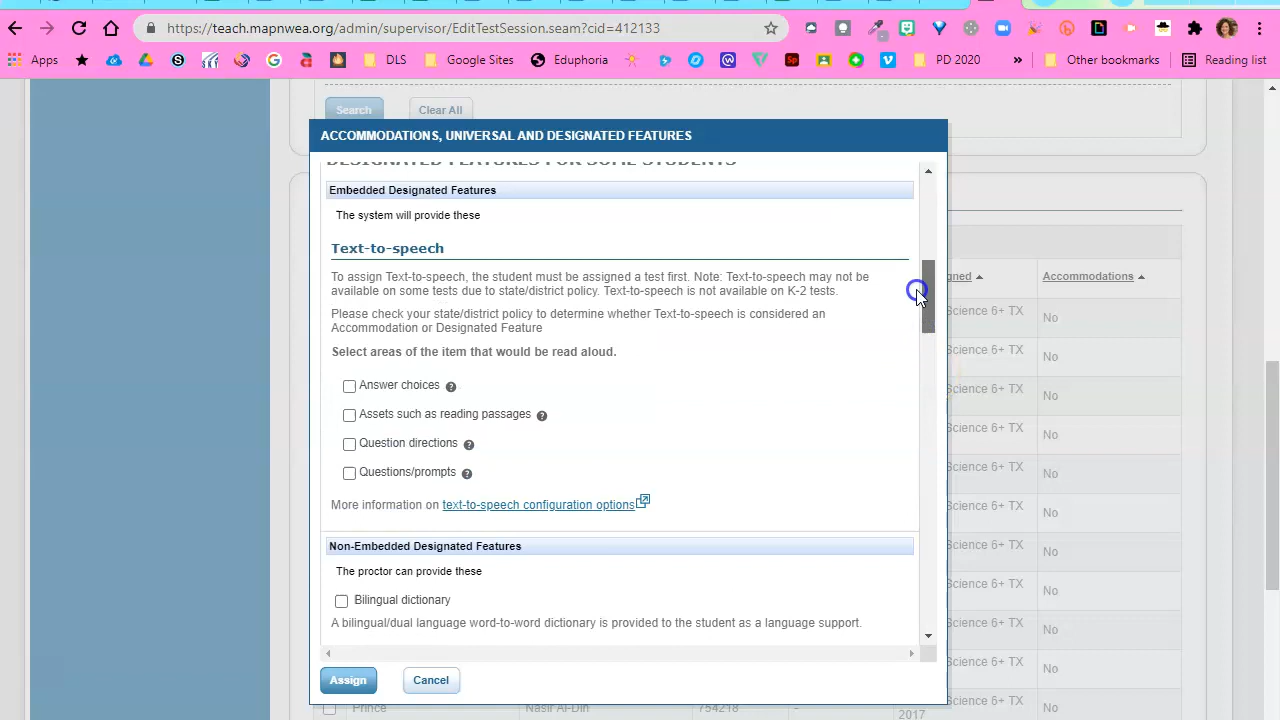 https://teach.mapnwea.org/admin/supervisor/EditTestSession.seam?cid=412133
Apps
DLS
Google Sites
Eduphoria
PD 2020
»
Other bookmarks
Reading list
Search
Clear All
ACCOMMODATIONS, UNIVERSAL AND DESIGNATED FEATURES
DESIGNATED FEATURES FOR SOME STUDENTS
Embedded Designated Features
The system will provide these
Text-to-speech
To assign Text-to-speech, the student must be assigned a test first. Note: Text-to-speech may not be
available on some tests due to state/district policy. Text-to-speech is not available on K-2 tests.
Please check your state/district policy to determine whether Text-to-speech is considered an
Accommodation or Designated Feature
Select areas of the item that would be read aloud.
Answer choices ?
Assets such as reading passages ?
Question directions ?
Questions/prompts ?
More information on text-to-speech configuration options
Non-Embedded Designated Features
The proctor can provide these
Bilingual dictionary
A bilingual/dual language word-to-word dictionary is provided to the student as a language support.
Assign
Cancel
gned
Accommodations
Science 6+ TX
No
Science 6+ TX
No
Science 6+ TX
No
Science 6+ TX
No
Science 6+ TX
No
Science 6+ TX
No
Science 6+ TX
No
Science 6+ TX
No
Science 6+ TX
No
Science 6+ TX
No
Prince
Nasir Al-Din
754218
-
2017
No